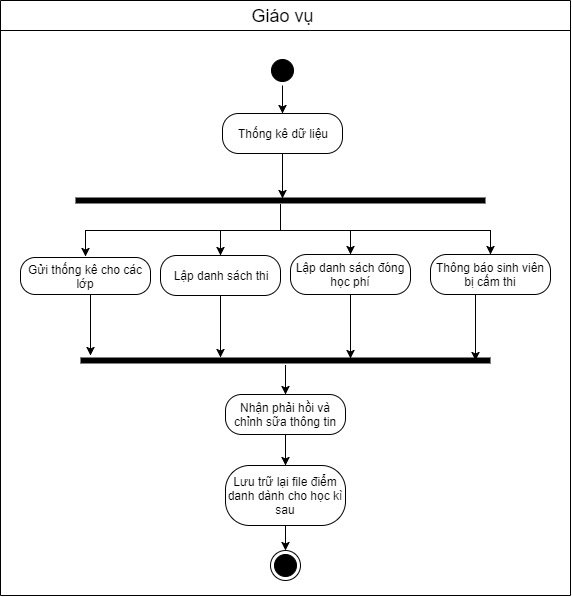 Giáo vụ
Thống kê dữ liệu
Gửi thống kê cho các
lớp
Lập danh sách thi
Lập danh sách đóng
học phí
Thông báo sinh viên
bị cấm thi
Nhận phải hồi và
chỉnh sữa thông tin
Lưu trữ lại file điểm
danh dành cho học kì
sau